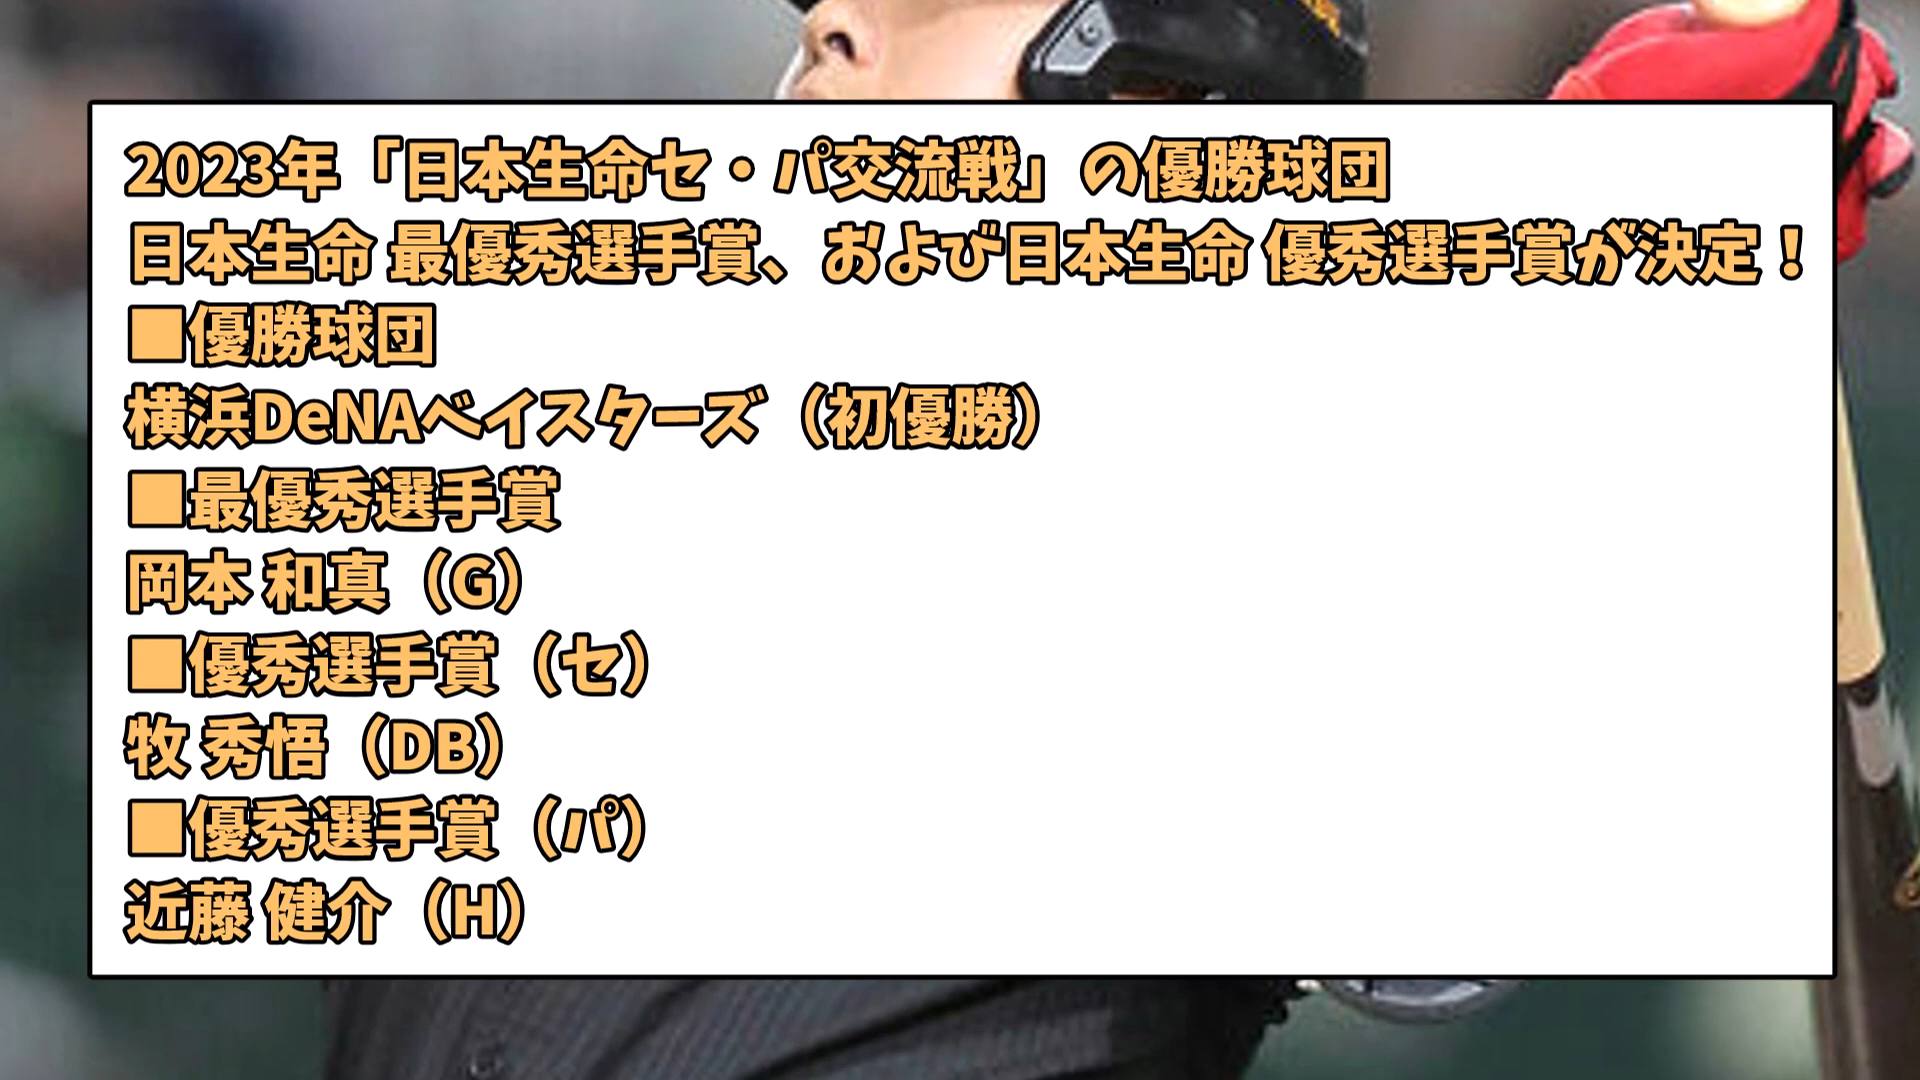 2023年「日本生命セ・パ交流戦」の優勝球団
日本生命 最優秀選手賞、および日本生命 優秀選手賞が決定！
■優勝球団
横浜DeNAベイスターズ（初優勝）
■最優秀選手賞
岡本 和真（G）
■優秀選手賞（セ）
牧 秀悟（DB）
■優秀選手賞（パ）
近藤 健介（H）